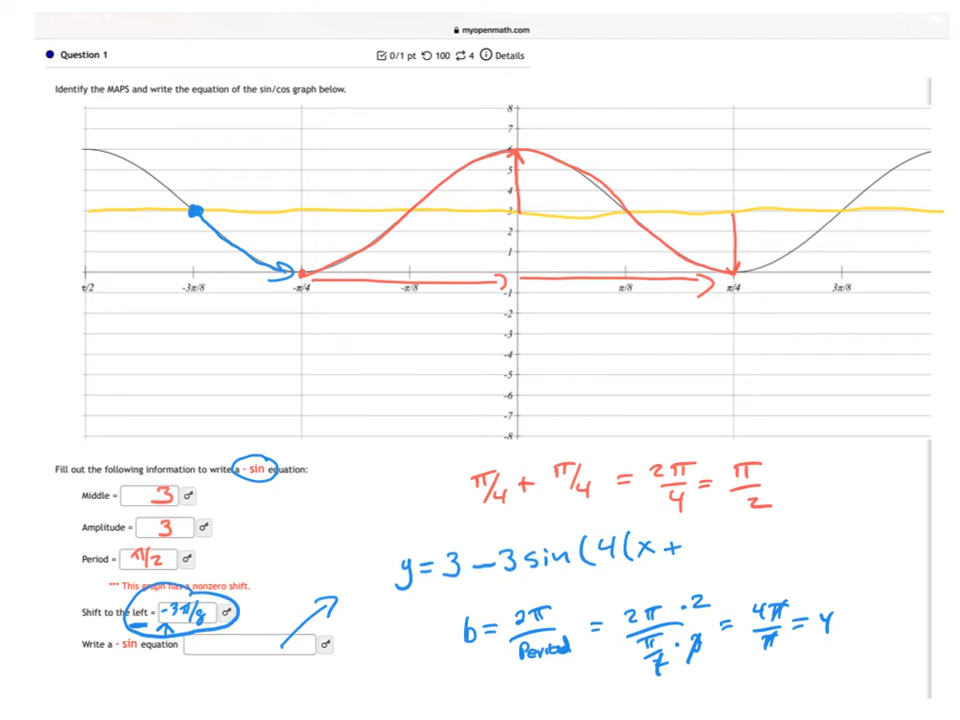 myopenmath.com
Question 1
0/1 pt 100 4 Details
Identify the MAPS and write the equation of the sin/cos graph below.
8
7
6
5
4
3
2
1
π/2 -3π/8 -π/4 -π/8 π/8 π/4 3π/8
-1
-2
-3
-4
-5
-6
-7
-8
Fill out the following information to write a - sin equation:
Middle = 3
Amplitude = 3
Period = π/2
*** This graph has a nonzero shift.
Shift to the left = -3π/8
Write a - sin equation
π/4 + π/4 = 2π/4 = π/2
y = 3 - 3 sin(4(x +
b = 2π/Period = 2π · 2 / π/2 · 2 = 4π/π = 4